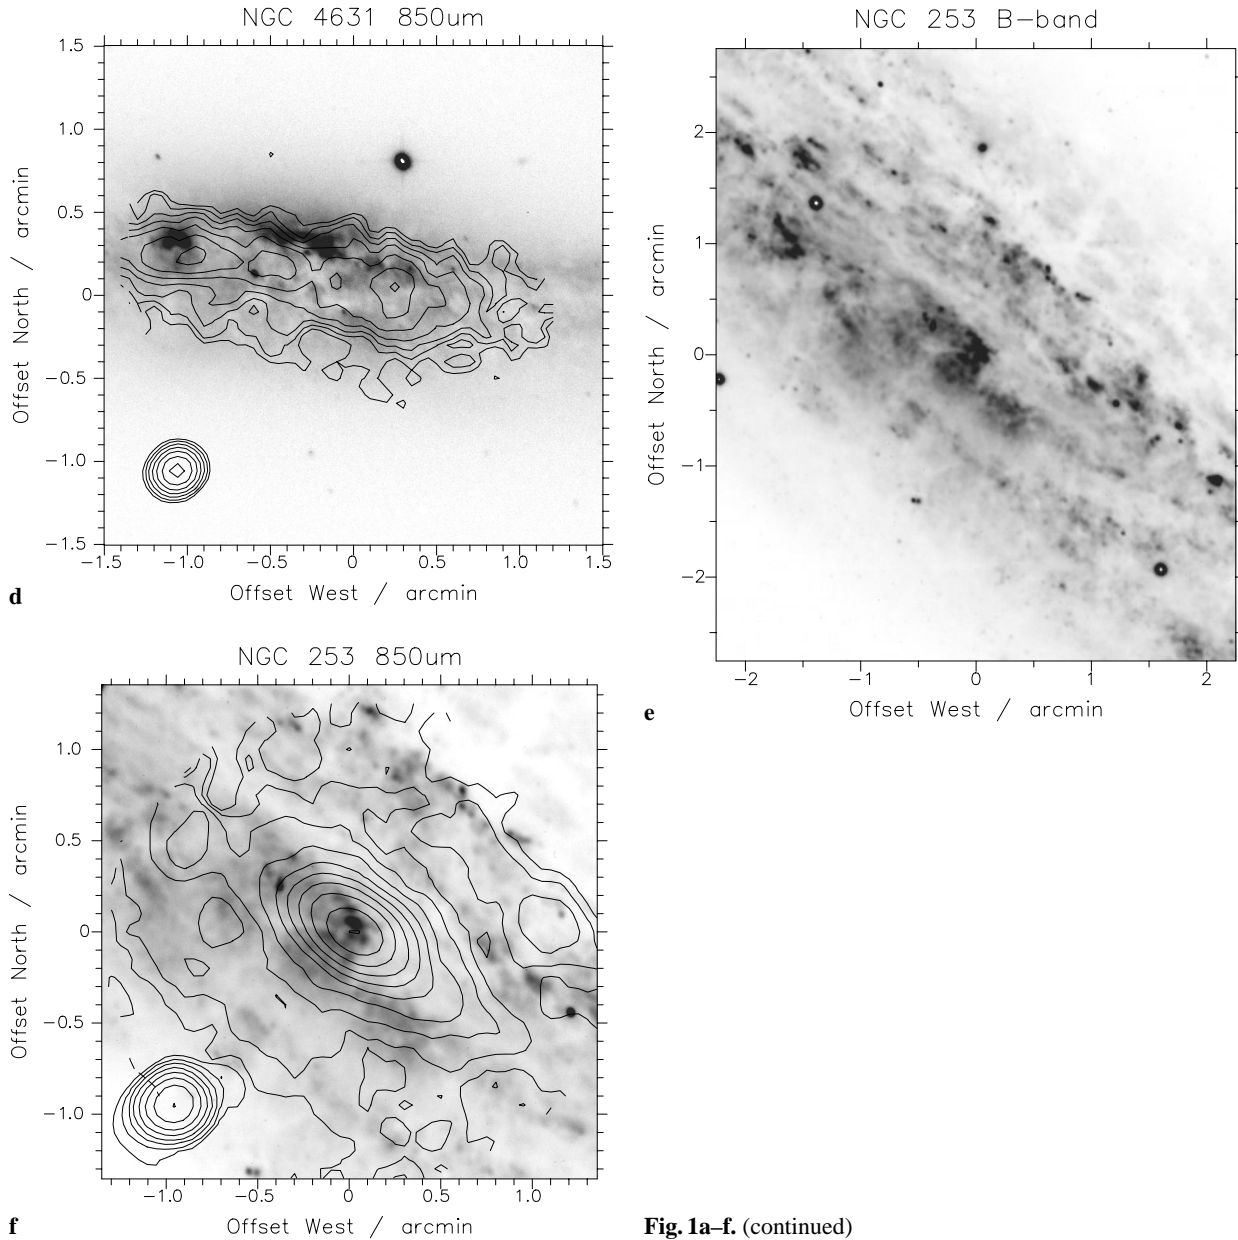 NGC 4631 850um
1.5
1.0
0.5
0
−0.5
−1.0
−1.5
−1.5 −1.0 −0.5 0 0.5 1.0 1.5
Offset North / arcmin
Offset West / arcmin
d
NGC 253 B−band
2
1
0
−1
−2
−2 −1 0 1 2
Offset North / arcmin
Offset West / arcmin
e
NGC 253 850um
1.0
0.5
0
−0.5
−1.0
−1.0 −0.5 0 0.5 1.0
Offset North / arcmin
Offset West / arcmin
f
Fig. 1a–f. (continued)